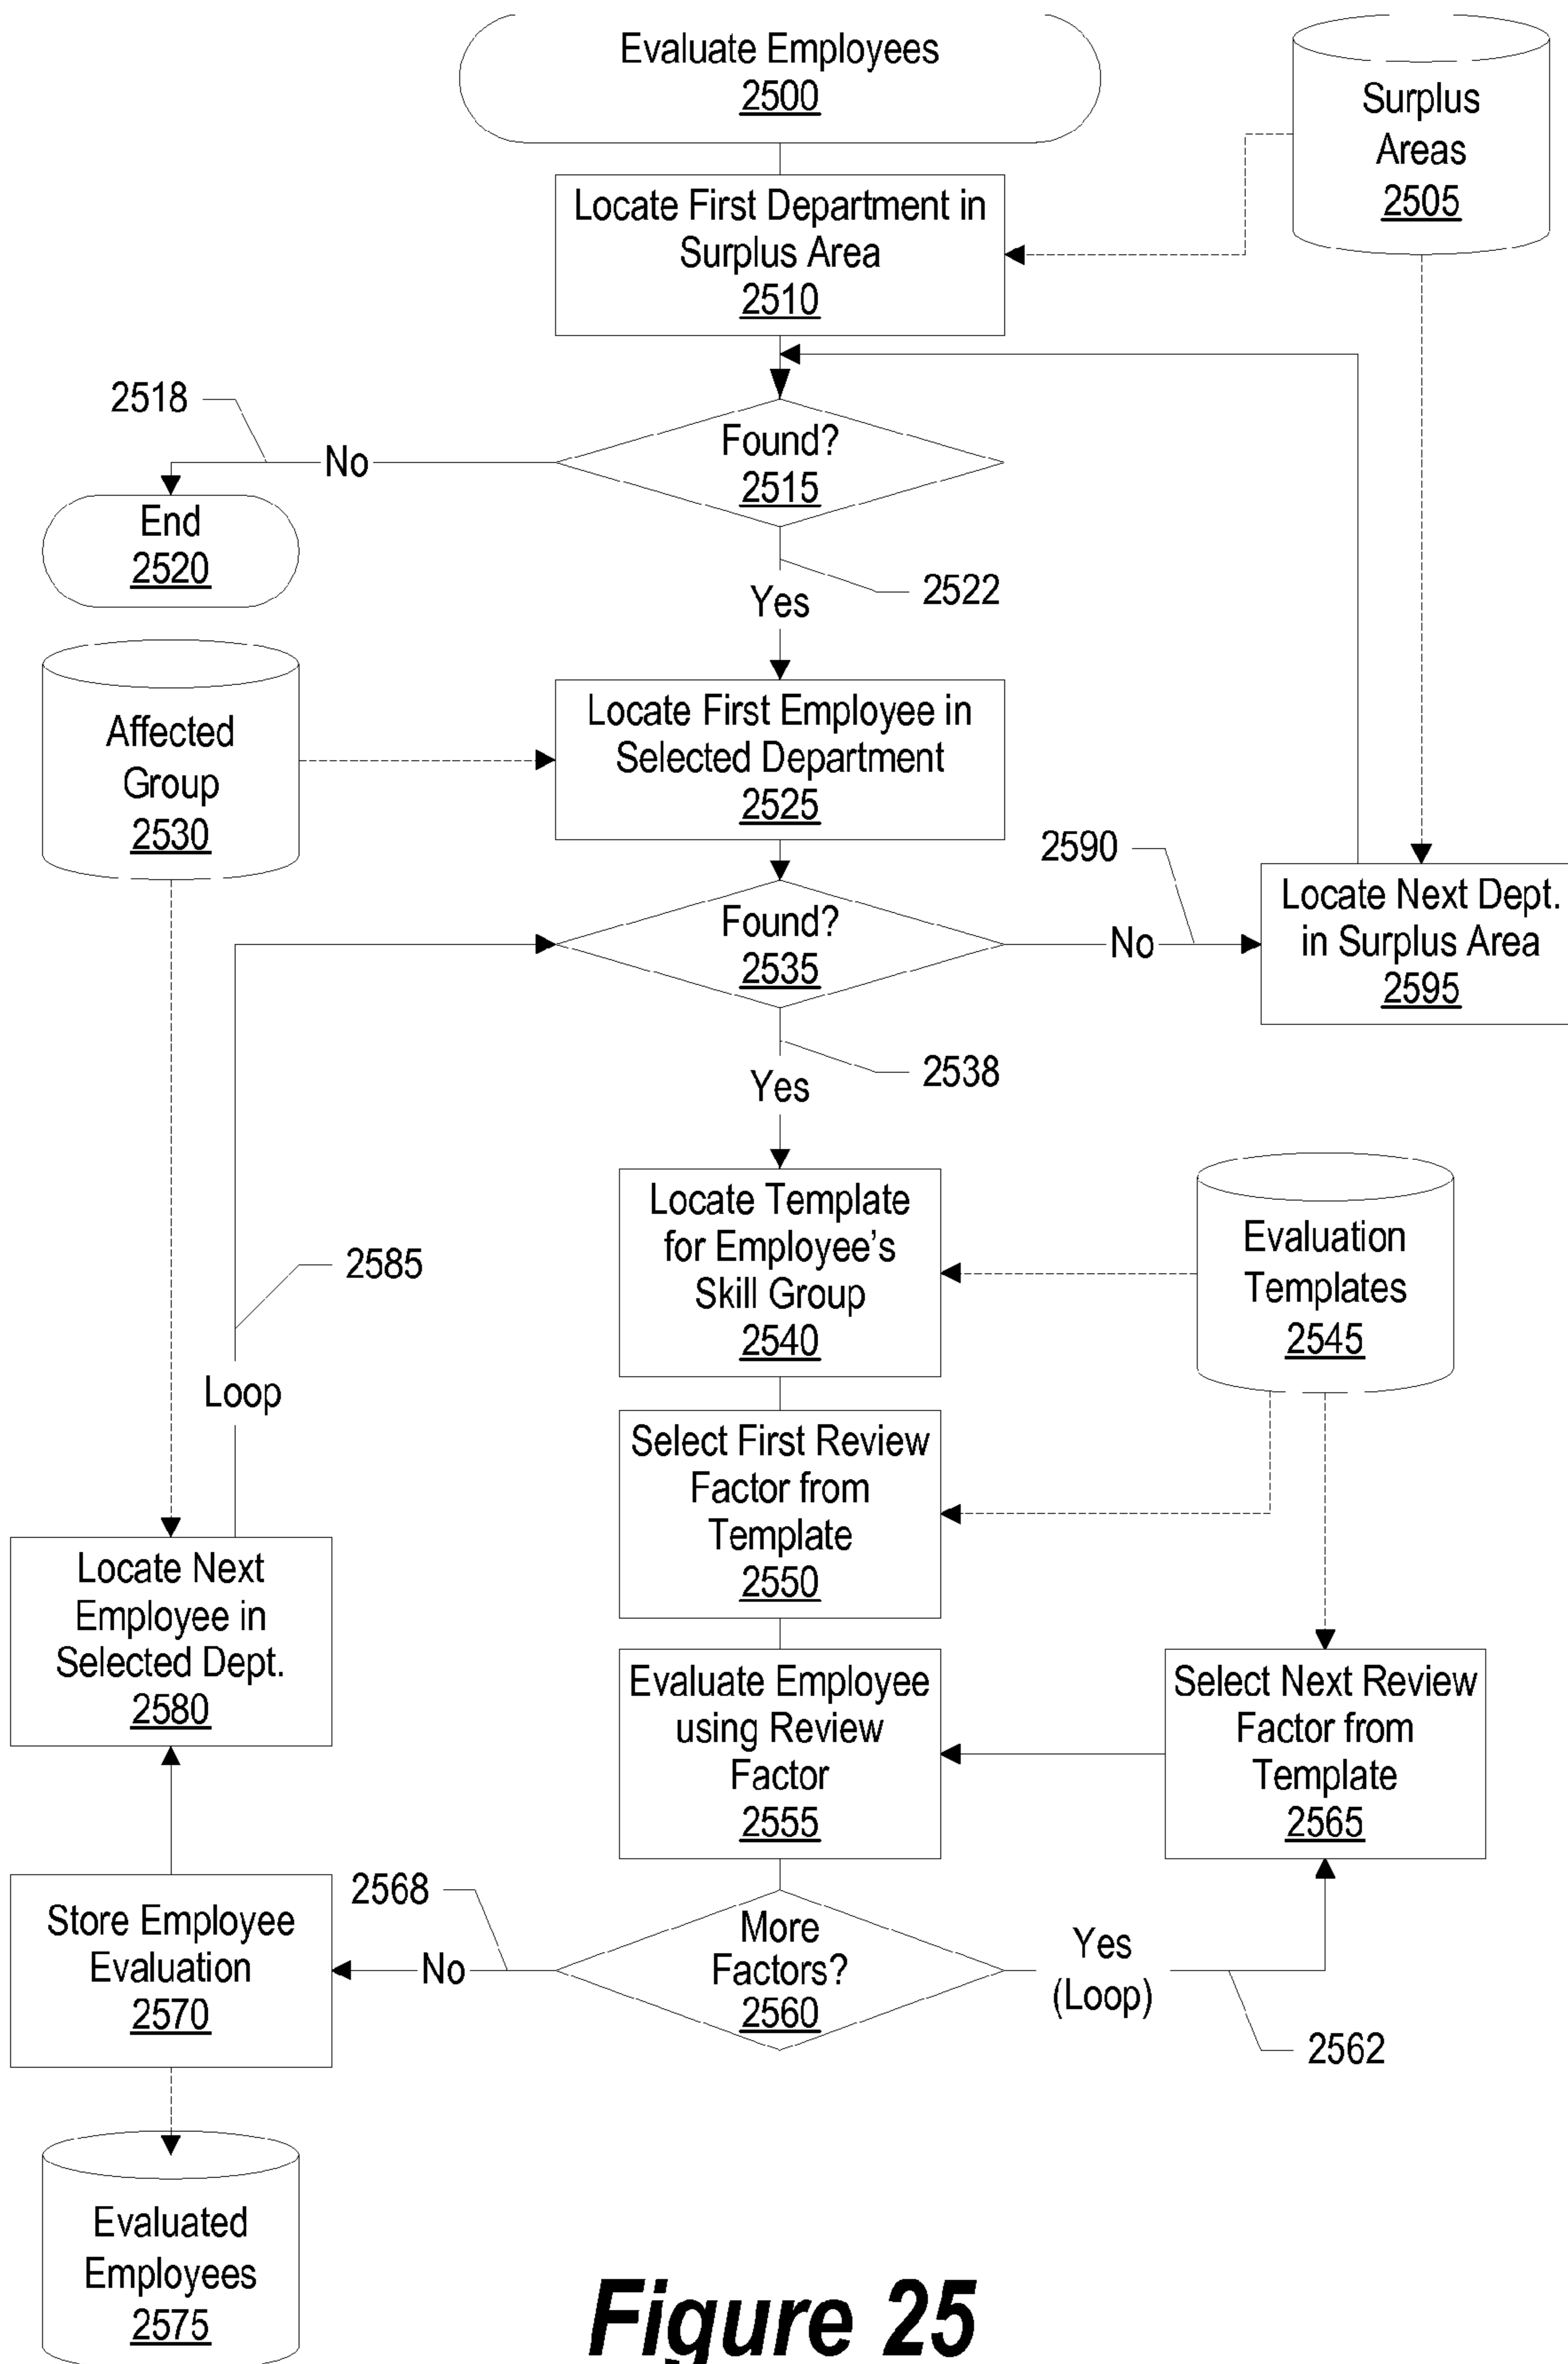 Evaluate Employees
2500
Surplus
Areas
2505
Locate First Department in
Surplus Area
2510
2518
No
Found?
2515
End
2520
2522
Yes
Affected
Group
2530
Locate First Employee in
Selected Department
2525
2590
Found?
2535
No
Locate Next Dept.
in Surplus Area
2595
2538
Yes
Locate Template
for Employee's
Skill Group
2540
Evaluation
Templates
2545
2585
Loop
Select First Review
Factor from
Template
2550
Locate Next
Employee in
Selected Dept.
2580
Evaluate Employee
using Review
Factor
2555
Select Next Review
Factor from
Template
2565
2568
Store Employee
Evaluation
2570
No
More
Factors?
2560
Yes
(Loop)
2562
Evaluated
Employees
2575
Figure 25